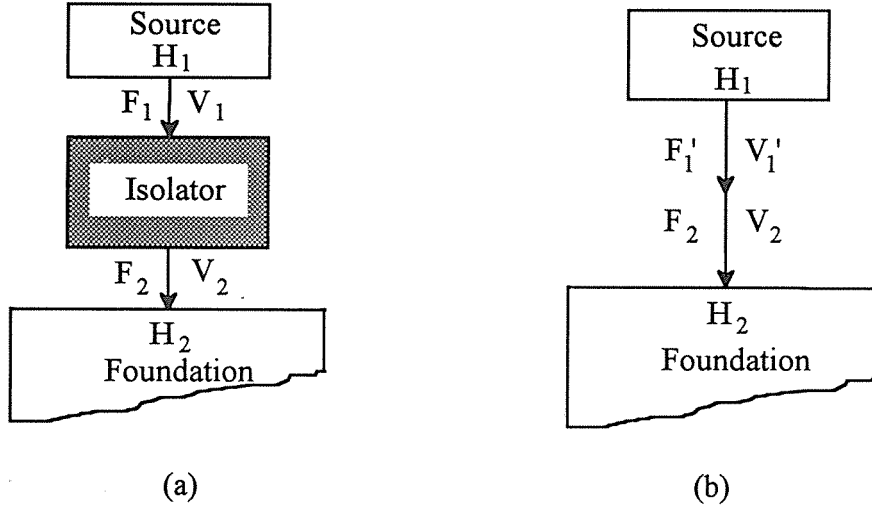 Source
H₁
F₁ V₁
Isolator
F₂ V₂
H₂
Foundation
(a)
Source
H₁
F₁' V₁'
F₂ V₂
H₂
Foundation
(b)